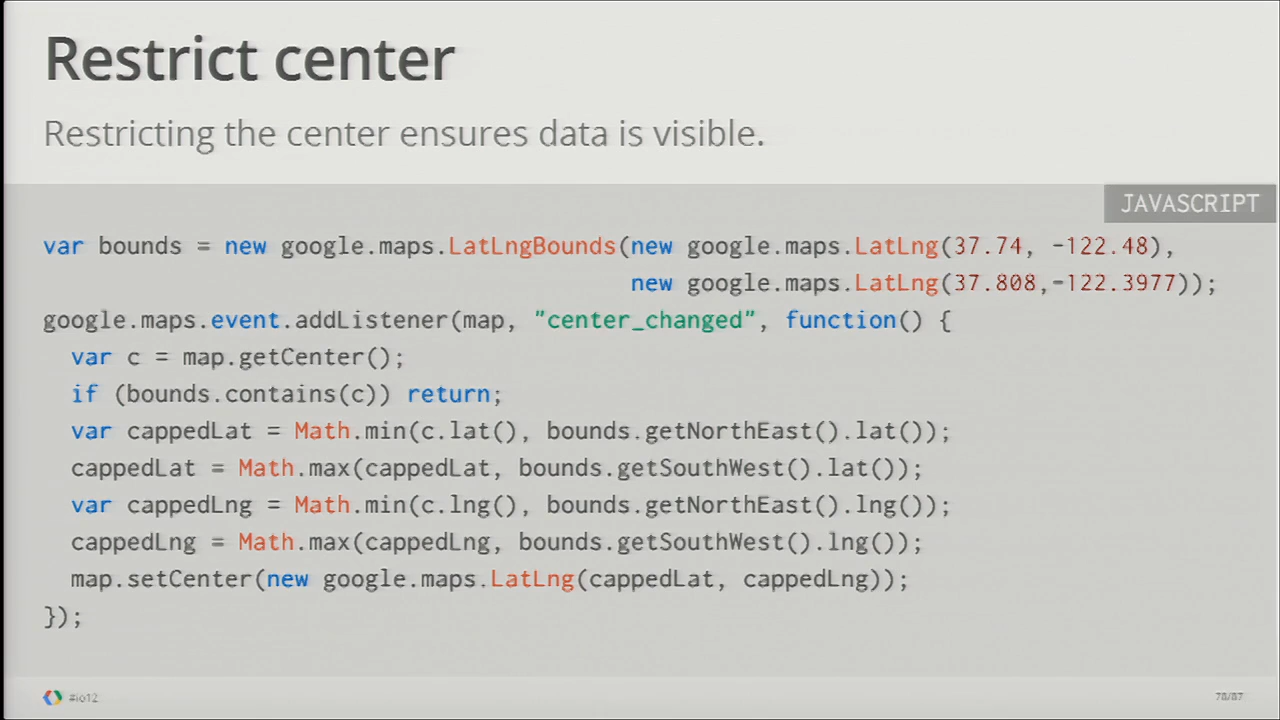 Restrict center
Restricting the center ensures data is visible.
JAVASCRIPT
var bounds = new google.maps.LatLngBounds(new google.maps.LatLng(37.74, -122.48),
new google.maps.LatLng(37.808,-122.3977));
google.maps.event.addListener(map, "center_changed", function() {
var c = map.getCenter();
if (bounds.contains(c)) return;
var cappedLat = Math.min(c.lat(), bounds.getNorthEast().lat());
cappedLat = Math.max(cappedLat, bounds.getSouthWest().lat());
var cappedLng = Math.min(c.lng(), bounds.getNorthEast().lng());
cappedLng = Math.max(cappedLng, bounds.getSouthWest().lng());
map.setCenter(new google.maps.LatLng(cappedLat, cappedLng));
});
#io12
78/87